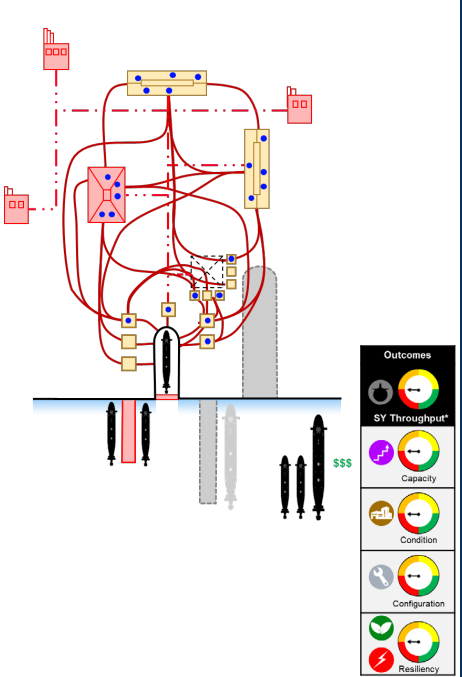 Outcomes
SY Throughput*
$$$
Capacity
Condition
Configuration
Resiliency